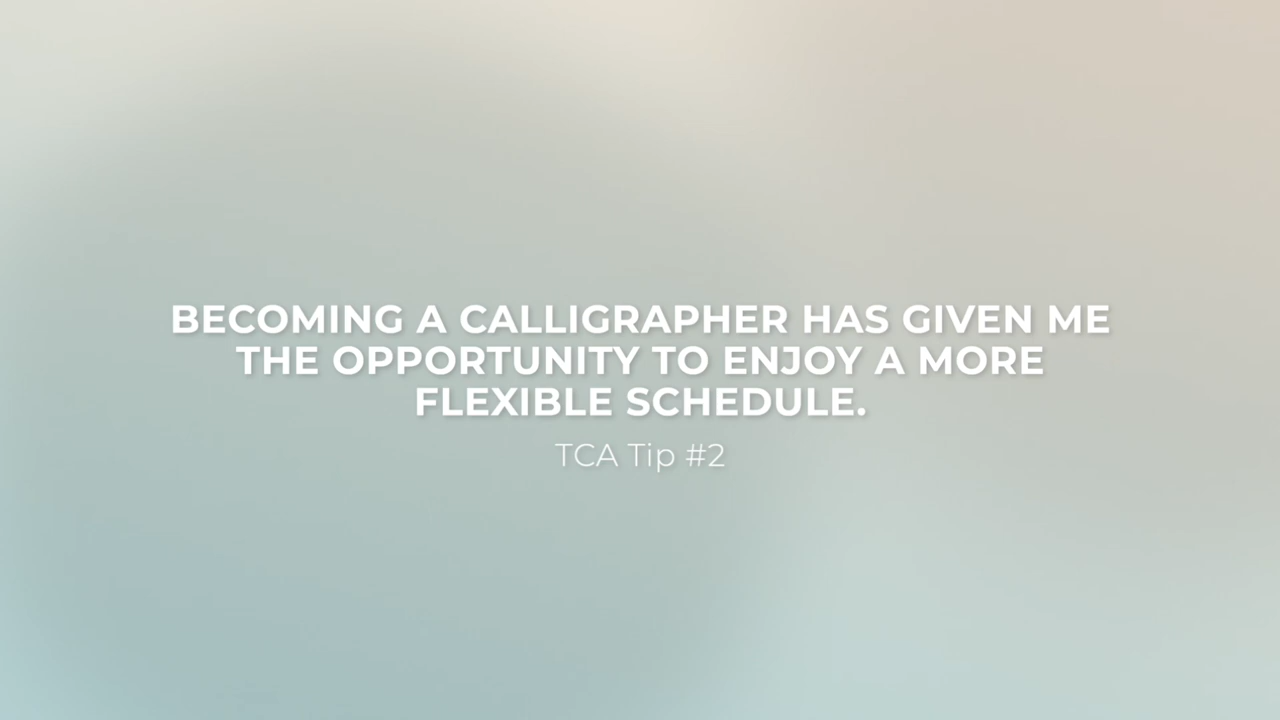 BECOMING A CALLIGRAPHER HAS GIVEN ME
THE OPPORTUNITY TO ENJOY A MORE
FLEXIBLE SCHEDULE.
TCA Tip #2